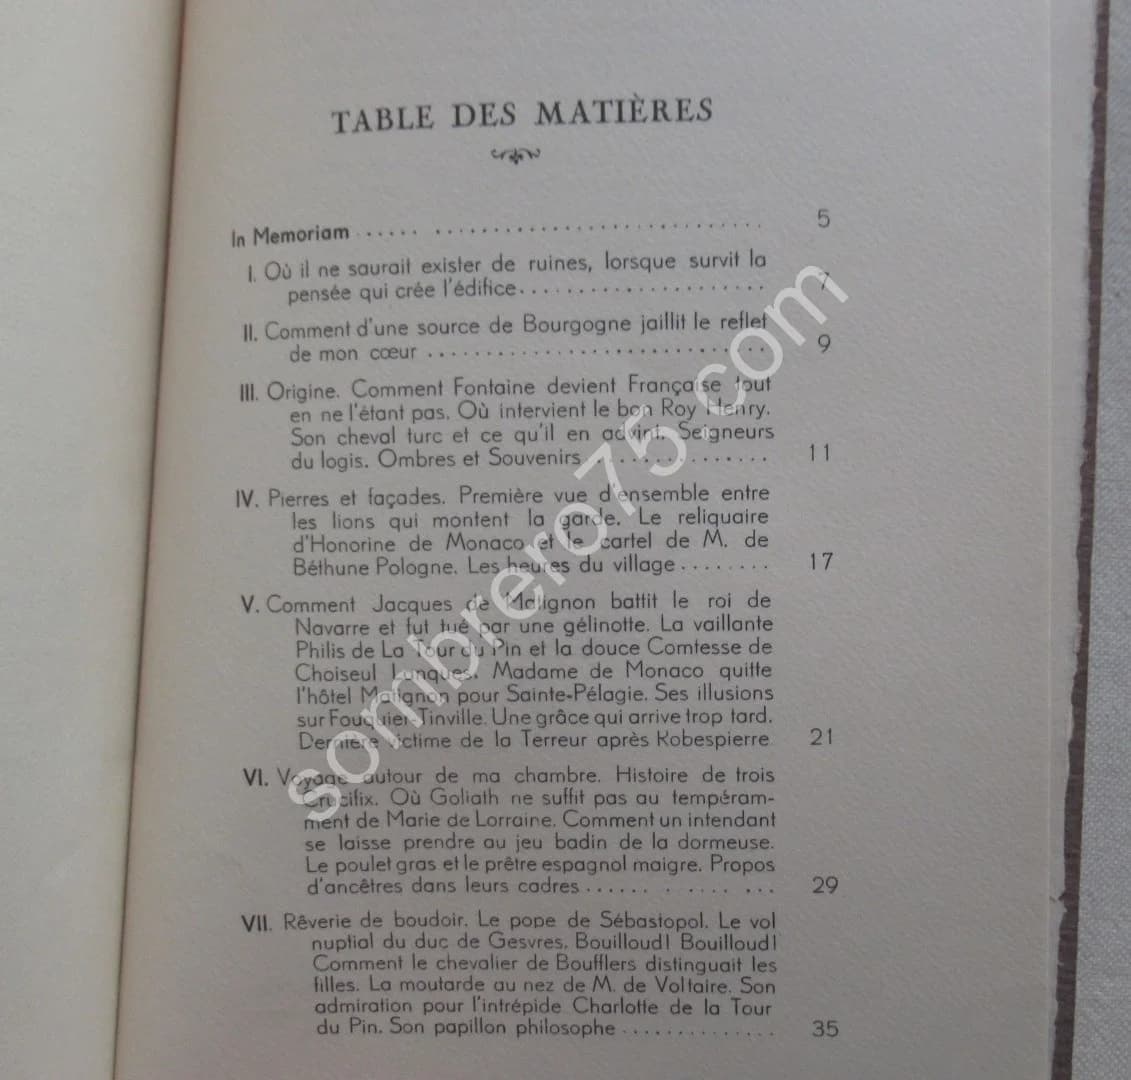 TABLE DES MATIÈRES
In Memoriam 5
I. Où il ne saurait exister de ruines, lorsque survit la
pensée qui crée l'édifice 7
II. Comment d'une source de Bourgogne jaillit le reflet
de mon cœur 9
III. Origine. Comment Fontaine devient Française tout
en ne l'étant pas. Où intervient le bon Roy Henry.
Son cheval turc et ce qu'il en advint. Seigneurs
du logis. Ombres et Souvenirs 11
IV. Pierres et façades. Première vue d'ensemble entre
les lions qui montent la garde. Le reliquaire
d'Honorine de Monaco et le cartel de M. de
Béthune Pologne. Les heures du village 17
V. Comment Jacques de Matignon battit le roi de
Navarre et fut tué par une gélinotte. La vaillante
Philis de La Tour du Pin et la douce Comtesse de
Choiseul Lunques. Madame de Monaco quitte
l'hôtel Matignon pour Sainte-Pélagie. Ses illusions
sur Fouquier Tinville. Une grâce qui arrive trop tard.
Dernière victime de la Terreur après Robespierre 21
VI. Voyage autour de ma chambre. Histoire de trois
Crucifix. Où Goliath ne suffit pas au tempéram-
ment de Marie de Lorraine. Comment un intendant
se laisse prendre au jeu badin de la dormeuse.
Le poulet gras et le prêtre espagnol maigre. Propos
d'ancêtres dans leurs cadres 29
VII. Rêverie de boudoir. Le pope de Sébastopol. Le vol
nuptial du duc de Gesvres. Bouilloud! Bouilloud!
Comment le chevalier de Boufflers distinguait les
filles. La moutarde au nez de M. de Voltaire. Son
admiration pour l'intrépide Charlotte de la Tour
du Pin. Son papillon philosophe 35
sombrero75.com